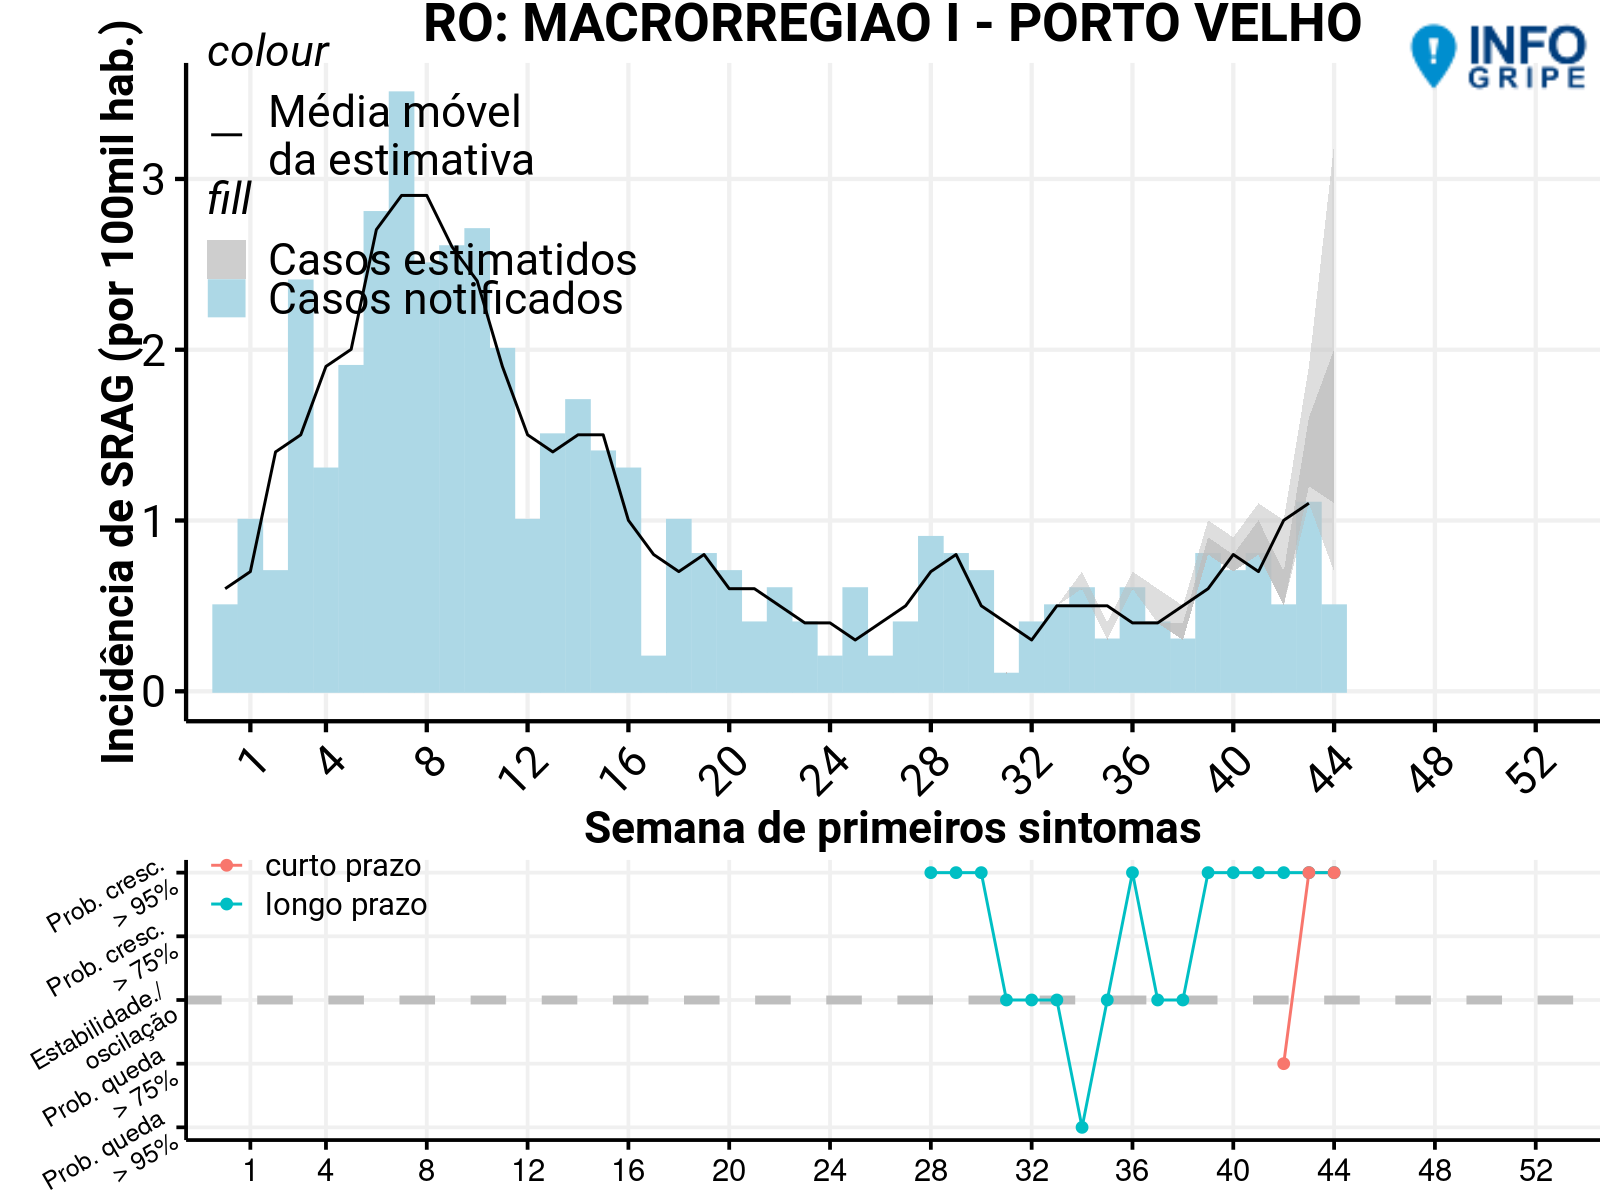 RO: MACRORREGIAO I - PORTO VELHO
INFO
GRIPE
Incidência de SRAG (por 100mil hab.)
colour
Média móvel
da estimativa
fill
Casos estimatidos
Casos notificados
3
2
1
0
1 4 8 12 16 20 24 28 32 36 40 44 48 52
Semana de primeiros sintomas
curto prazo
longo prazo
Prob. cresc.
> 95%
Prob. cresc.
> 75%
Estabilidade./
oscilação
Prob. queda
> 75%
Prob. queda
> 95%
1 4 8 12 16 20 24 28 32 36 40 44 48 52